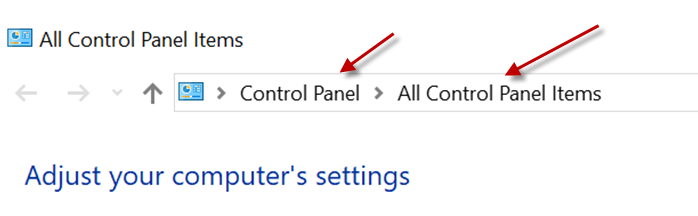 All Control Panel Items
Control Panel All Control Panel Items
Adjust your computer's settings